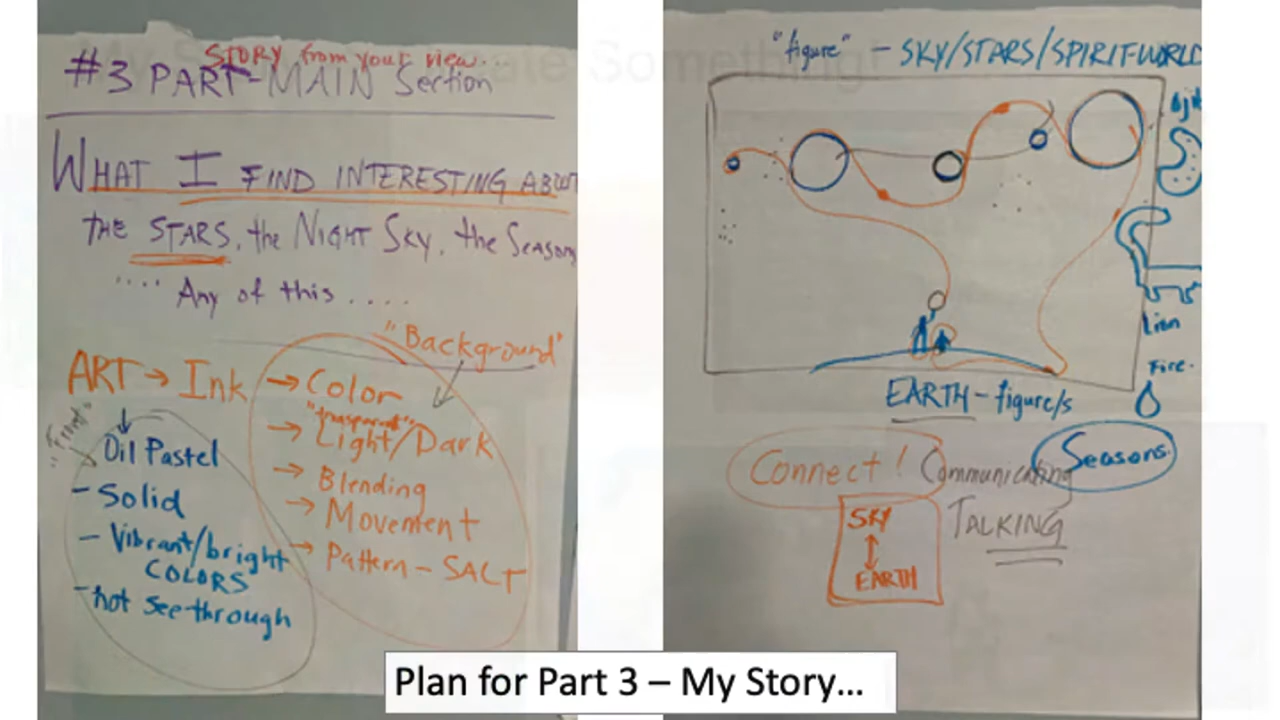 STORY from your view...
#3 PART-MAIN Section
WHAT I FIND INTERESTING ABOUT
the STARS, the NIGHT SKY, the SEASONS
.... Any of this ....
"Background"
ART → Ink → Color
"transparent"
→ Light/Dark
→ Blending
→ Movement
→ Pattern - SALT
"Front"
Oil Pastel
- Solid
- Vibrant/bright
COLORS
- not see-through
"figure" - SKY/STARS/SPIRIT-WORLD
Lion
Fire.
EARTH - figure/s
Seasons.
Connect! Communicating
TALKING
SKY
EARTH
Plan for Part 3 – My Story...